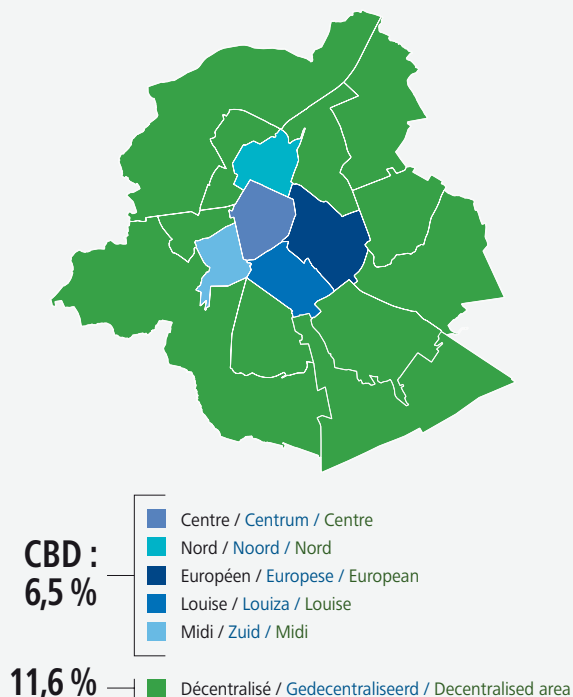 CBD :
6,5 %
Centre / Centrum / Centre
Nord / Noord / Nord
Européen / Europese / European
Louise / Louiza / Louise
Midi / Zuid / Midi
11,6 %
Décentralisé / Gedecentraliseerd / Decentralised area